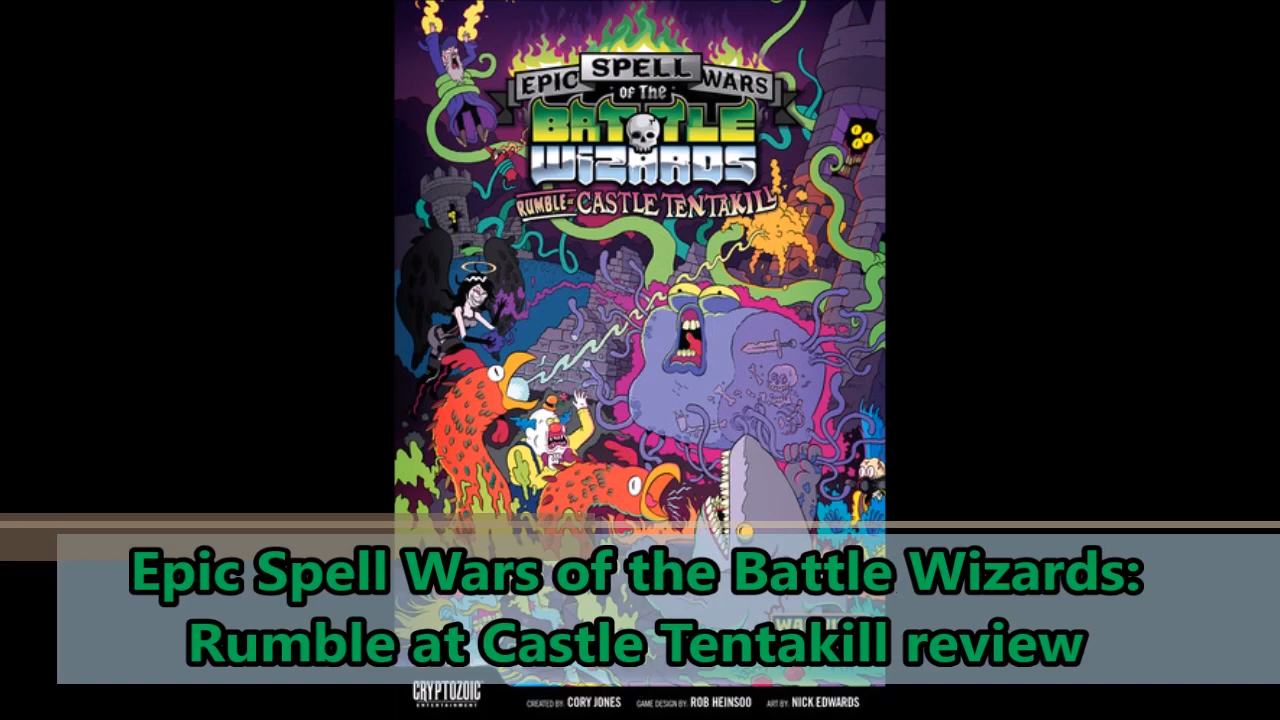 EPIC SPELL WARS
OF THE
BATTLE
WIZARDS
RUMBLE AT CASTLE TENTAKILL
Epic Spell Wars of the Battle Wizards:
Rumble at Castle Tentakill review
CRYPTOZOIC
ENTERTAINMENT
CREATED BY: CORY JONES GAME DESIGN BY: ROB HEINSOO ART BY: NICK EDWARDS